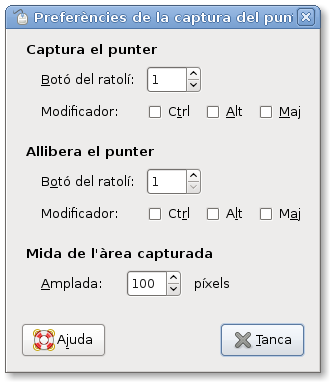 Preferències de la captura del pun
Captura el punter
Botó del ratolí: 1
Modificador: Ctrl Alt Maj
Allibera el punter
Botó del ratolí: 1
Modificador: Ctrl Alt Maj
Mida de l'àrea capturada
Amplada: 100 píxels
Ajuda Tanca